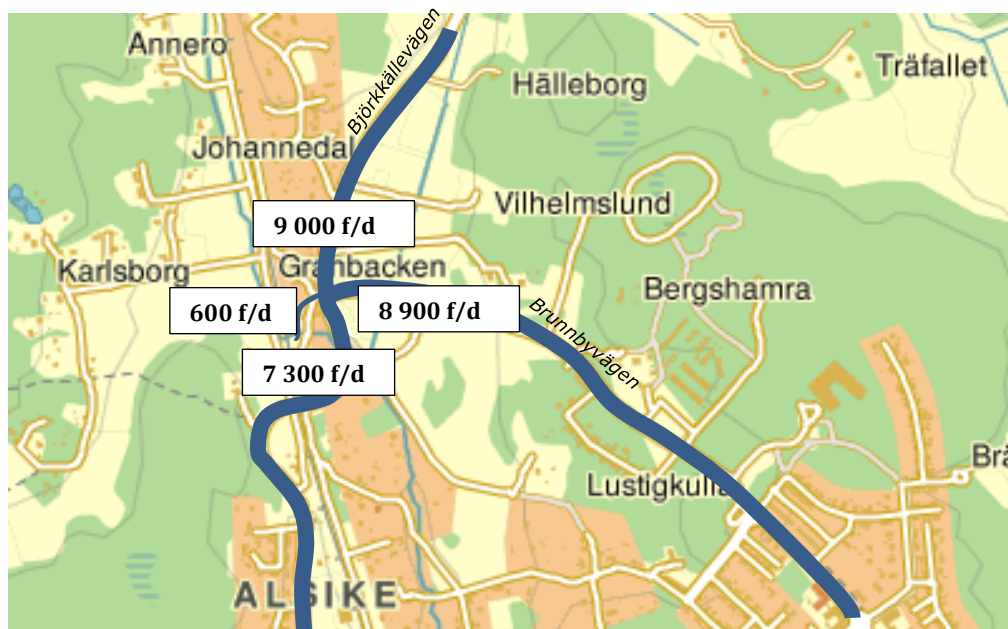 Annero
Björkkällevägen
Hälleborg
Träfallet
Johannedal
Vilhelmslund
9 000 f/d
Karlsborg
Granbacken
Bergshamra
600 f/d
8 900 f/d
Brunnbyvägen
7 300 f/d
Lustigkulla
Brä
ALSIKE